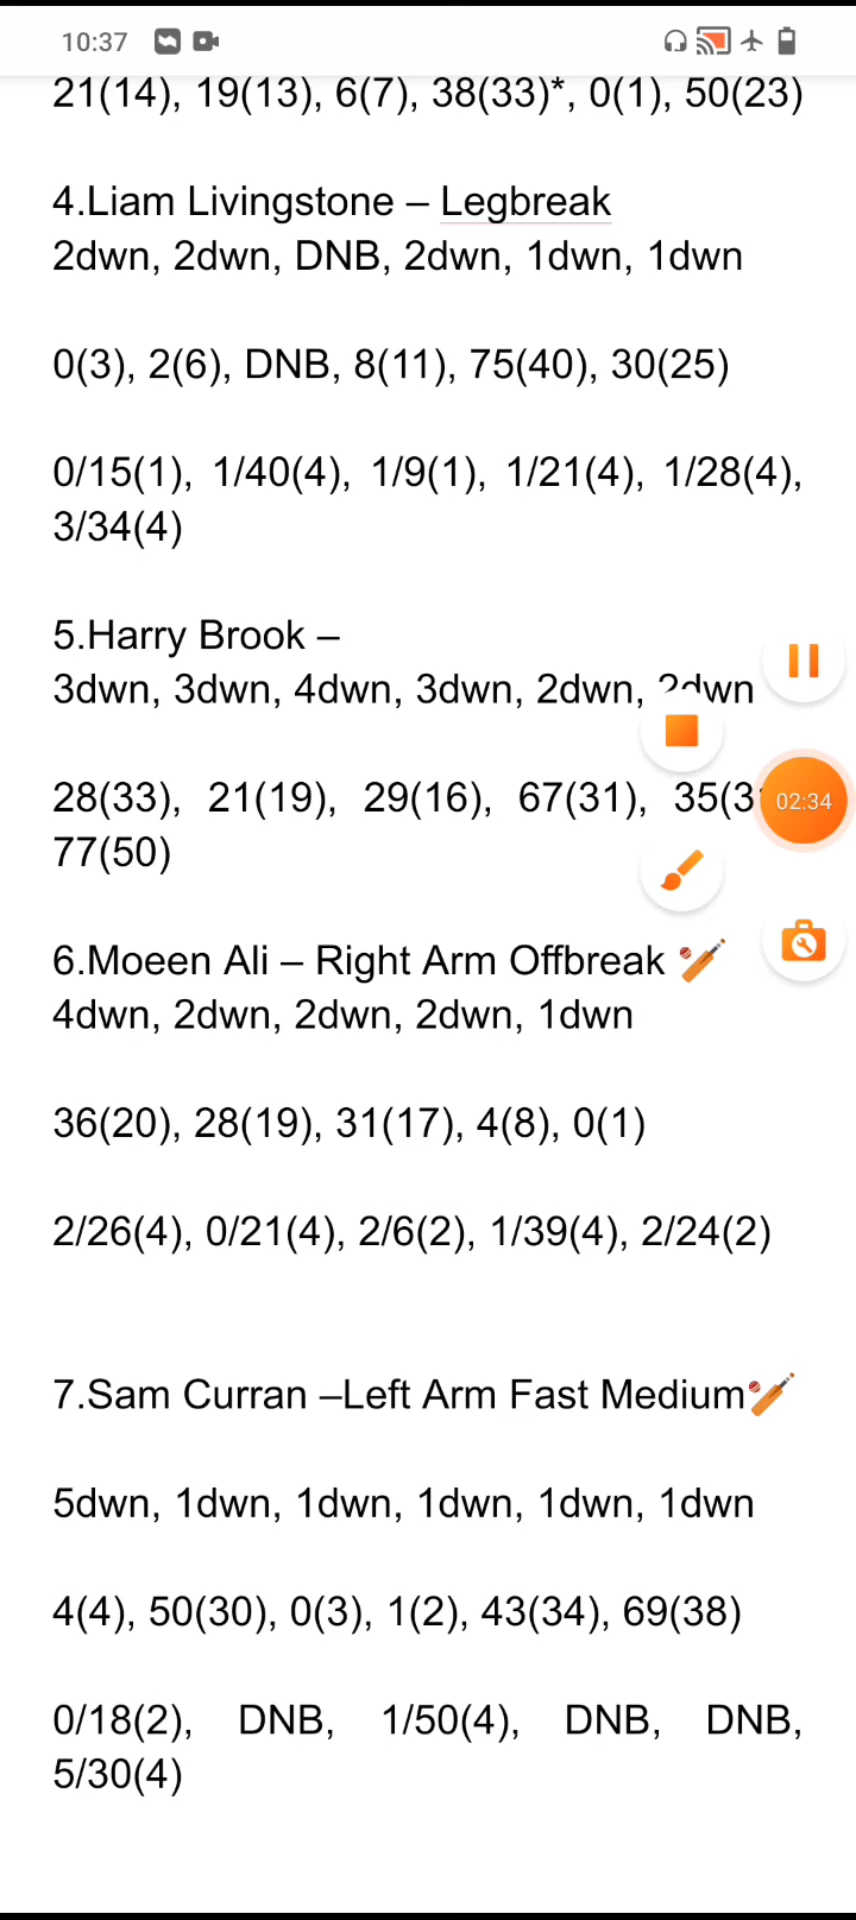 10:37
21(14), 19(13), 6(7), 38(33)*, 0(1), 50(23)
4.Liam Livingstone – Legbreak
2dwn, 2dwn, DNB, 2dwn, 1dwn, 1dwn
0(3), 2(6), DNB, 8(11), 75(40), 30(25)
0/15(1), 1/40(4), 1/9(1), 1/21(4), 1/28(4),
3/34(4)
5.Harry Brook –
3dwn, 3dwn, 4dwn, 3dwn, 2dwn,
28(33), 21(19), 29(16), 67(31),
02:34
77(50)
6.Moeen Ali – Right Arm Offbreak
4dwn, 2dwn, 2dwn, 2dwn, 1dwn
36(20), 28(19), 31(17), 4(8), 0(1)
2/26(4), 0/21(4), 2/6(2), 1/39(4), 2/24(2)
7.Sam Curran –Left Arm Fast Medium
5dwn, 1dwn, 1dwn, 1dwn, 1dwn, 1dwn
4(4), 50(30), 0(3), 1(2), 43(34), 69(38)
0/18(2), DNB, 1/50(4), DNB, DNB,
5/30(4)